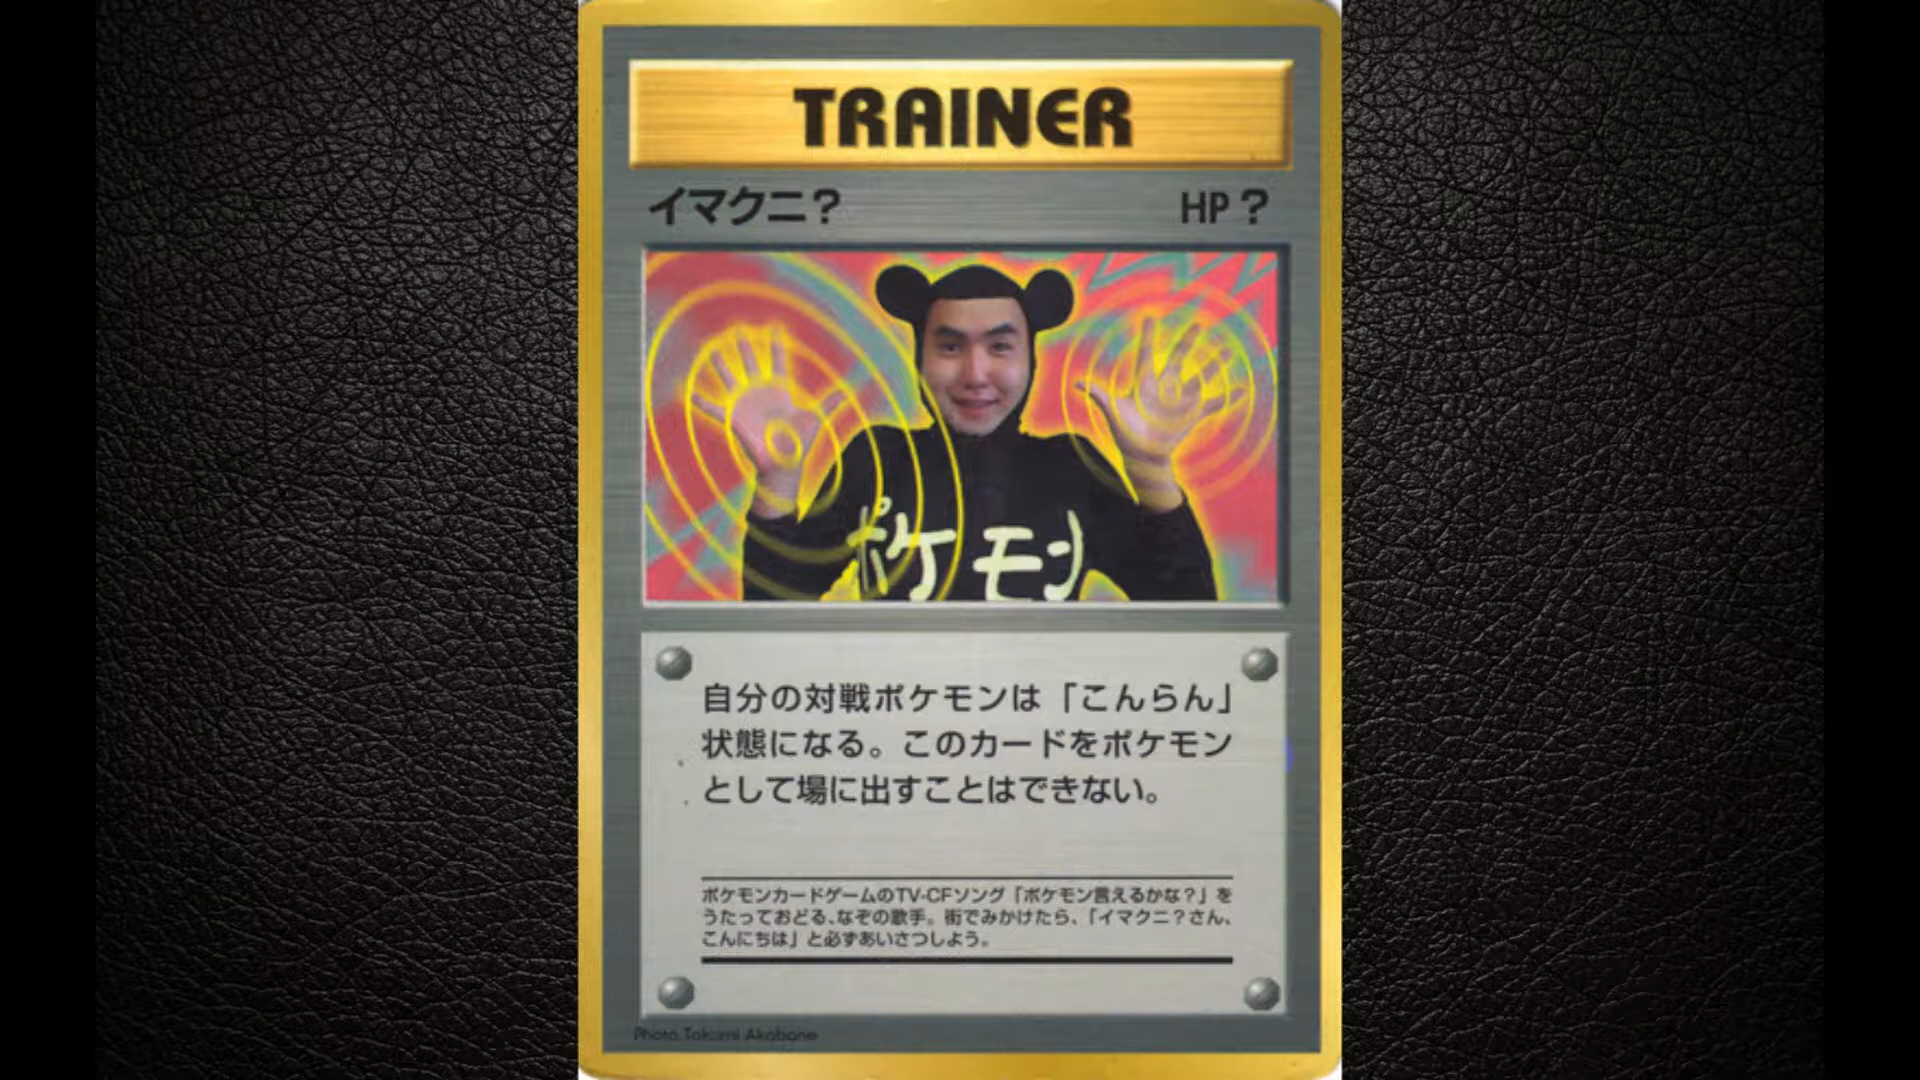 TRAINER
イマクニ?
HP ?
ポケモン
自分の対戦ポケモンは「こんらん」
状態になる。このカードをポケモン
として場に出すことはできない。
ポケモンカードゲームのTV-CFソング「ポケモン言えるかな?」を
うたっておどる、なぞの歌手。街でみかけたら、「イマクニ?さん、
こんにちは」と必ずあいさつしよう。
Photo.Takumi Akabane